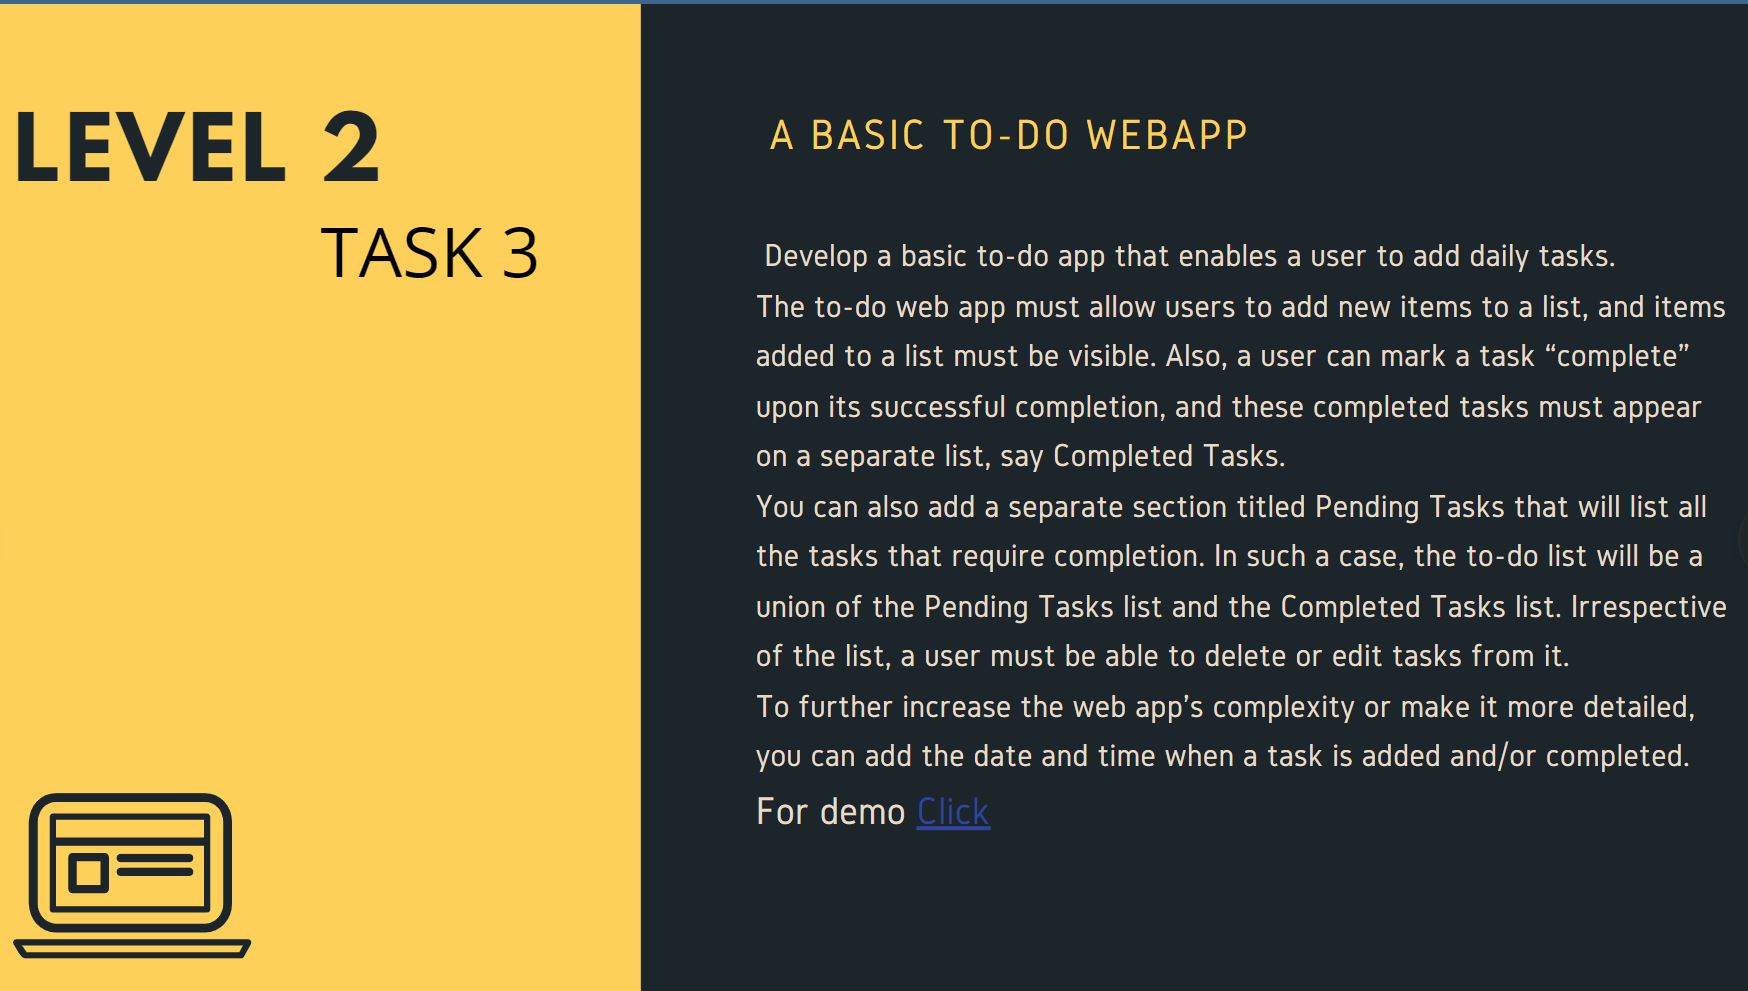 LEVEL 2
TASK 3
A BASIC TO-DO WEBAPP
Develop a basic to-do app that enables a user to add daily tasks.
The to-do web app must allow users to add new items to a list, and items
added to a list must be visible. Also, a user can mark a task “complete”
upon its successful completion, and these completed tasks must appear
on a separate list, say Completed Tasks.
You can also add a separate section titled Pending Tasks that will list all
the tasks that require completion. In such a case, the to-do list will be a
union of the Pending Tasks list and the Completed Tasks list. Irrespective
of the list, a user must be able to delete or edit tasks from it.
To further increase the web app’s complexity or make it more detailed,
you can add the date and time when a task is added and/or completed.
For demo Click